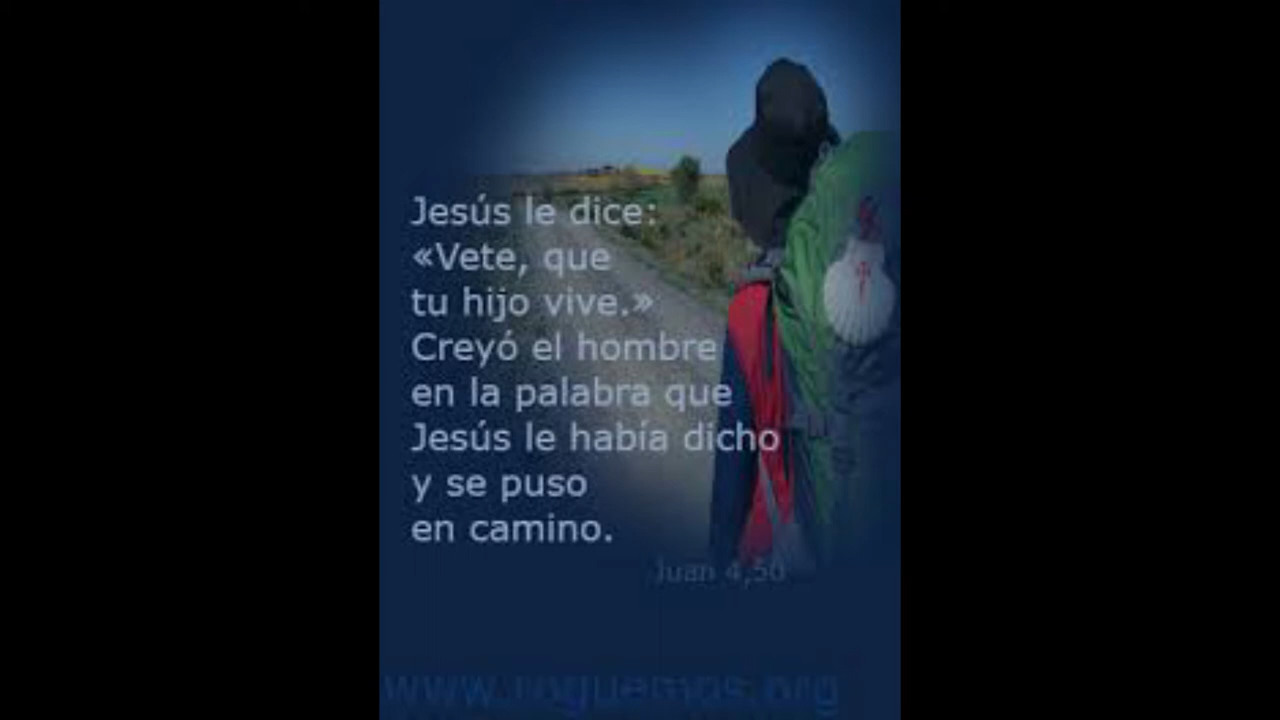 Jesús le dice:
«Vete, que
tu hijo vive.»
Creyó el hombre
en la palabra que
Jesús le había dicho
y se puso
en camino.
Juan 4,50